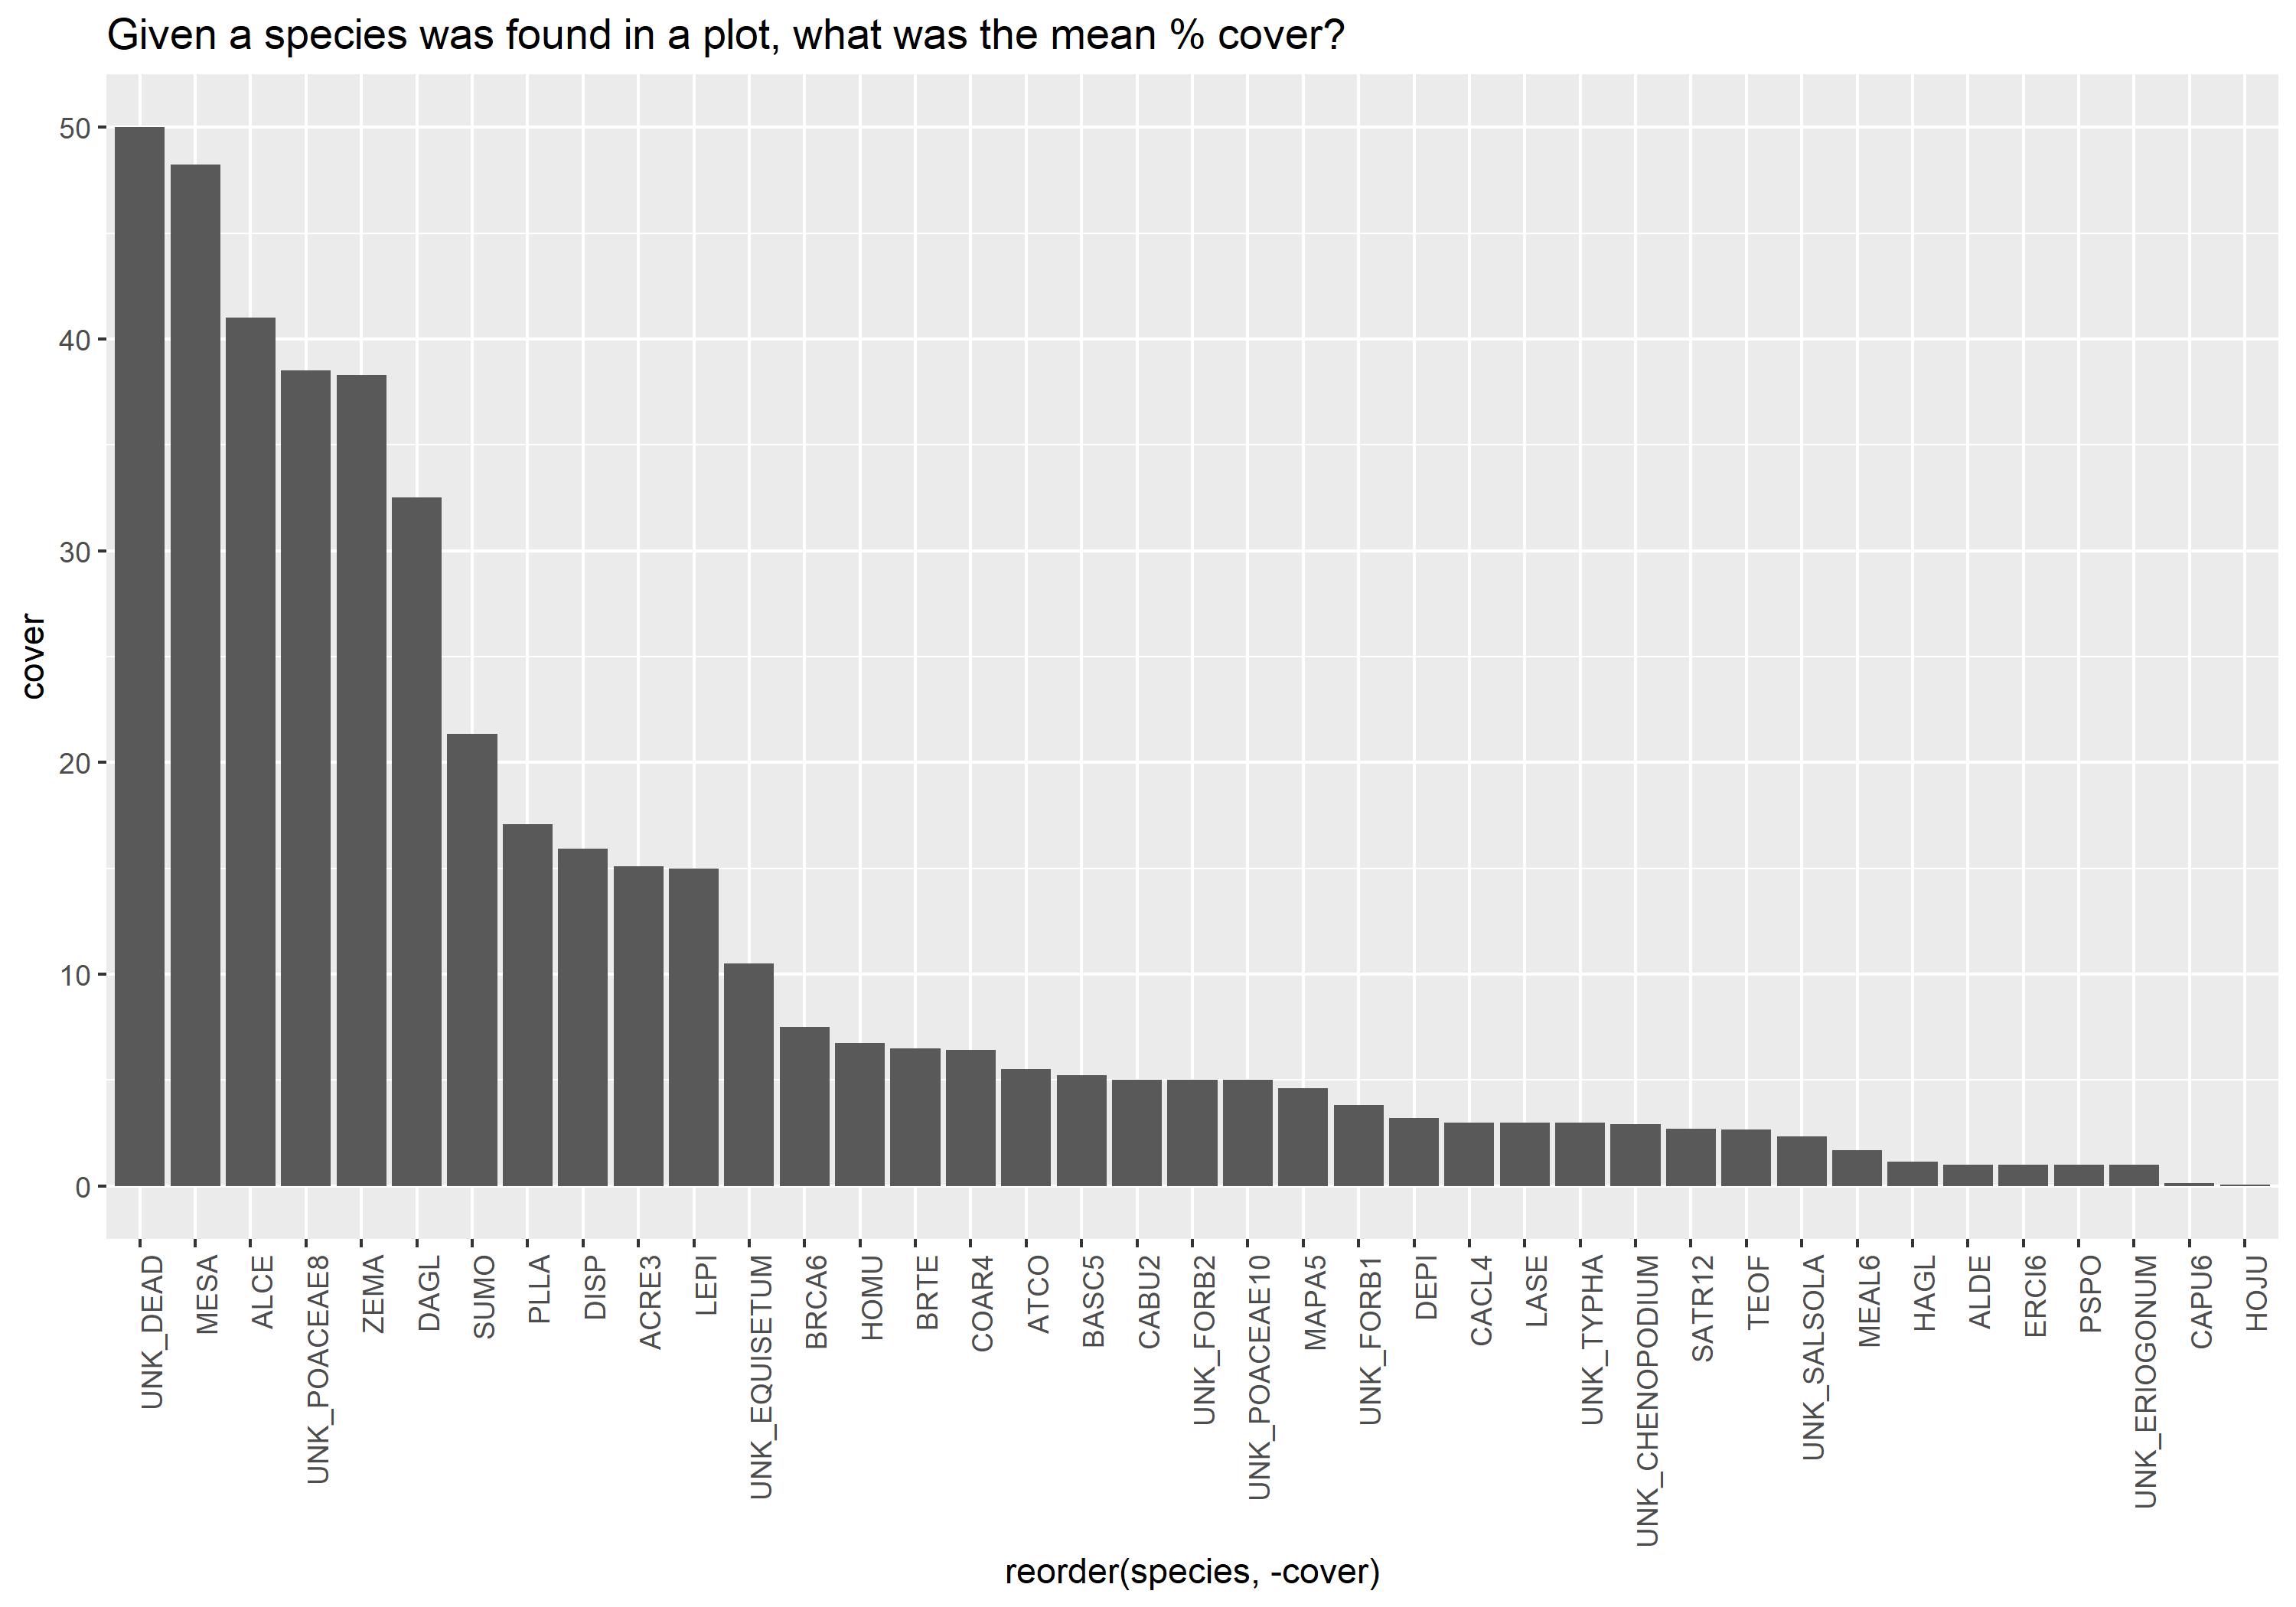 Given a species was found in a plot, what was the mean % cover?
50
40
30
20
10
0
cover
UNK_DEAD
MESA
ALCE
UNK_POACEAE8
ZEMA
DAGL
SUMO
PLLA
DISP
ACRE3
LEPI
UNK_EQUISETUM
BRCA6
HOMU
BRTE
COAR4
ATCO
BASC5
CABU2
UNK_FORB2
UNK_POACEAE10
MAPA5
UNK_FORB1
DEPI
CACL4
LASE
UNK_TYPHA
UNK_CHENOPODIUM
SATR12
TEOF
UNK_SALSOLA
MEAL6
HAGL
ALDE
ERCI6
PSPO
UNK_ERIOGONUM
CAPU6
HOJU
reorder(species, -cover)